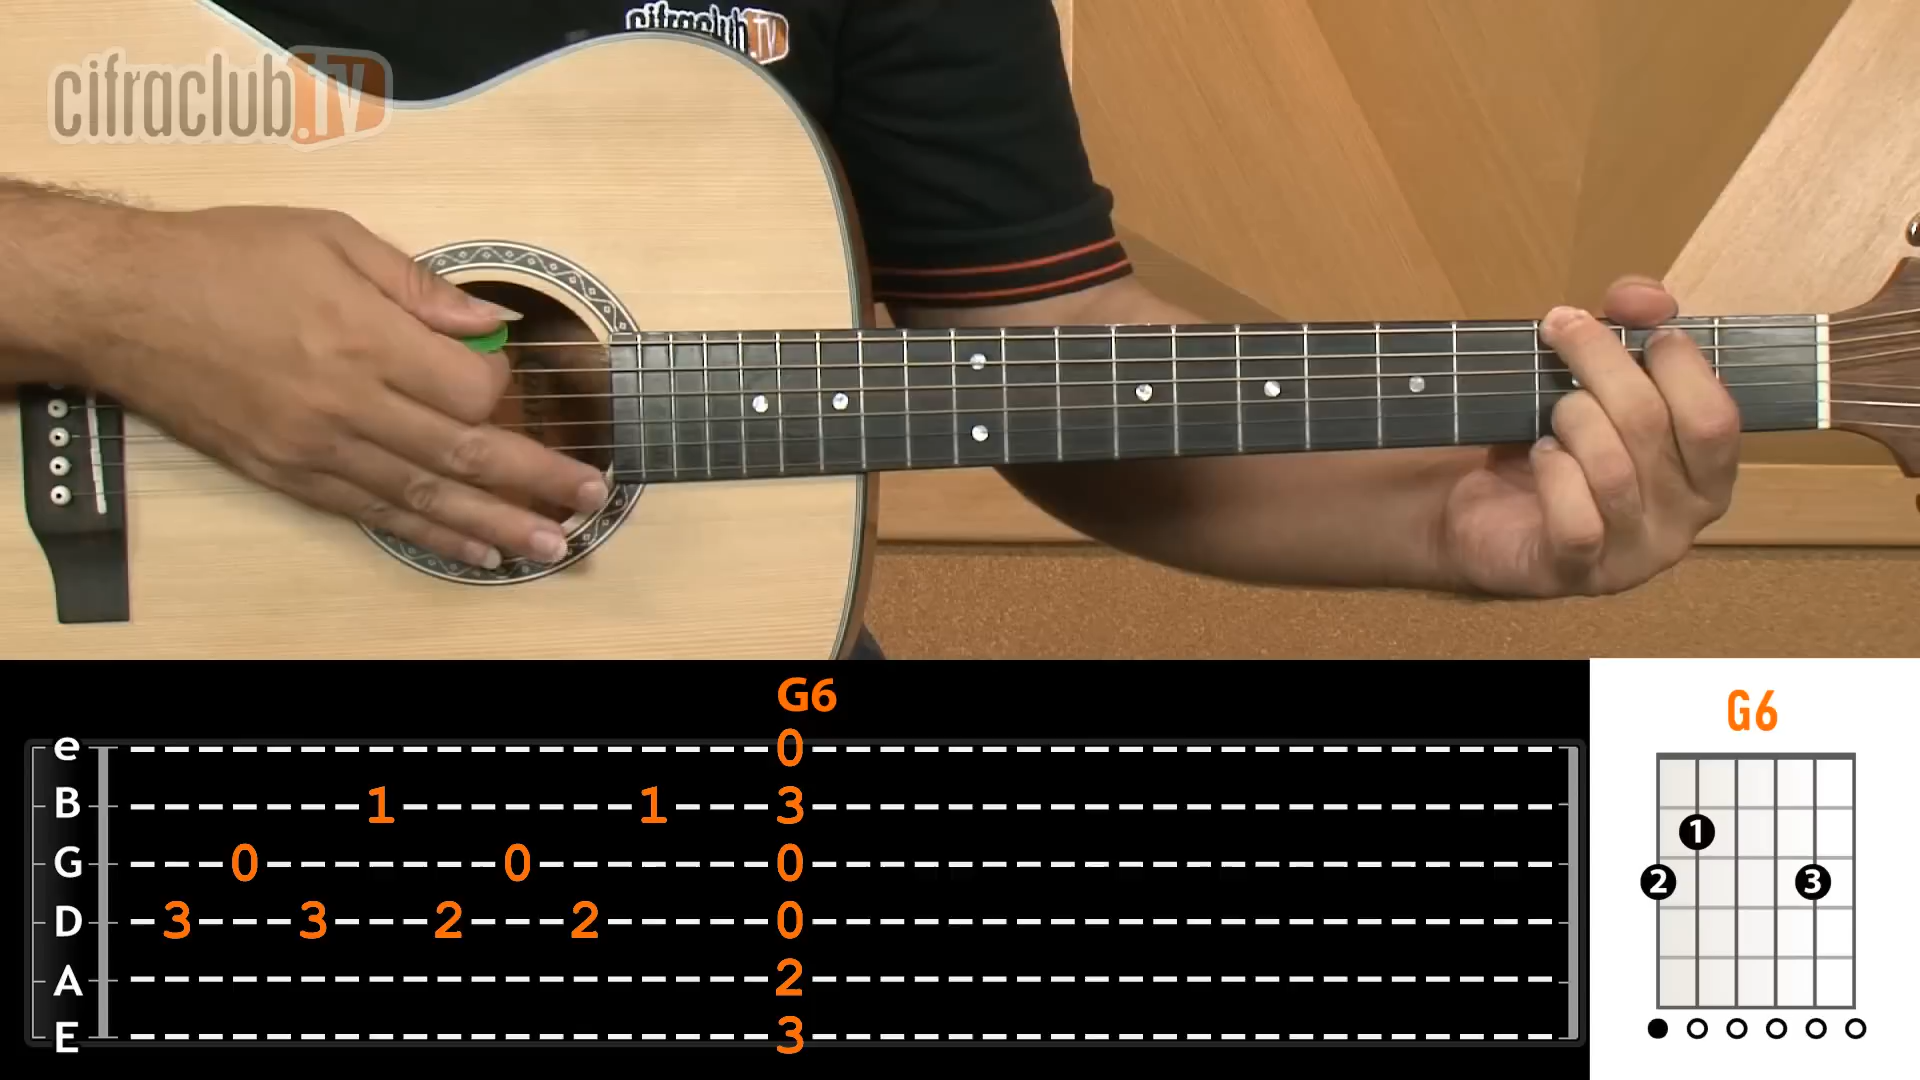 cifraclub.TV
cifraclub.TV
G6
e 0
B 1 1 3
G 0 0 0
D 3 3 2 2 0
A 2
E 3
G6
1
2 3